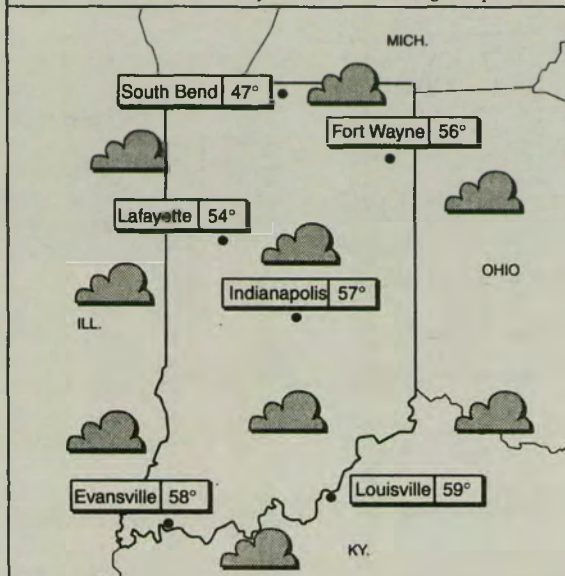 MICH.
South Bend 47°
Fort Wayne 56°
Lafayette 54°
OHIO
Indianapolis 57°
ILL.
Evansville 58°
Louisville 59°
KY.